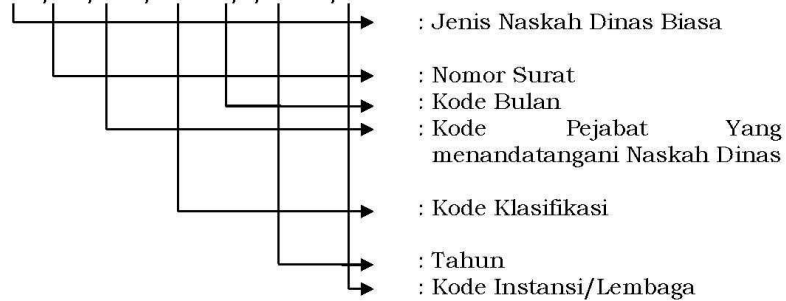 : Jenis Naskah Dinas Biasa
: Nomor Surat
: Kode Bulan
: Kode Pejabat Yang
menandatangani Naskah Dinas
: Kode Klasifikasi
: Tahun
: Kode Instansi/Lembaga